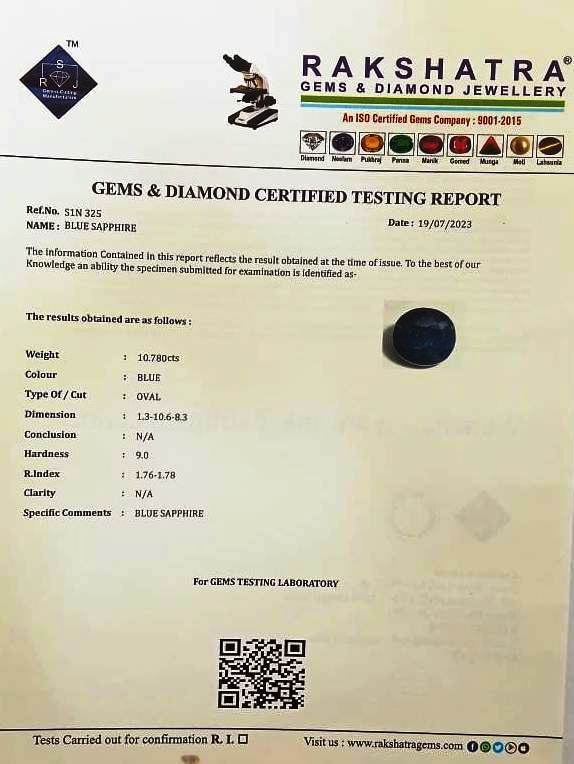 TM
S
R J
Gem-n-Cutting
Manufacturer
RAKSHATRA®
GEMS & DIAMOND JEWELLERY
An ISO Certified Gems Company : 9001-2015
Diamond Neelam Pukhraj Panna Manik Gomed Munga Moti Lahsunia
GEMS & DIAMOND CERTIFIED TESTING REPORT
Ref.No. S1N 325
NAME : BLUE SAPPHIRE
Date : 19/07/2023
The information Contained in this report reflects the result obtained at the time of issue. To the best of our
Knowledge an ability the specimen submitted for examination is identified as-
The results obtained are as follows :
Weight : 10.780cts
Colour : BLUE
Type Of / Cut : OVAL
Dimension : 1.3-10.6-8.3
Conclusion : N/A
Hardness : 9.0
R.Index : 1.76-1.78
Clarity : N/A
Specific Comments : BLUE SAPPHIRE
For GEMS TESTING LABORATORY
Tests Carried out for confirmation R. I. ☐
Visit us : www.rakshatragems.com